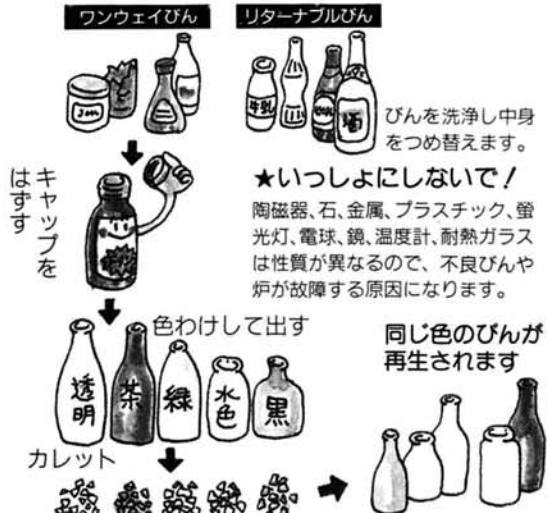 ワンウェイびん
リターナブルびん
Jam
牛乳
酒
びんを洗浄し中身
をつめ替えます。
キャップを
はずす
★いっしょにしないで！
陶磁器、石、金属、プラスチック、螢
光灯、電球、鏡、温度計、耐熱ガラス
は性質が異なるので、不良びんや
炉が故障する原因になります。
色わけして出す
透明
茶
緑
水色
黒
同じ色のびんが
再生されます
カレット